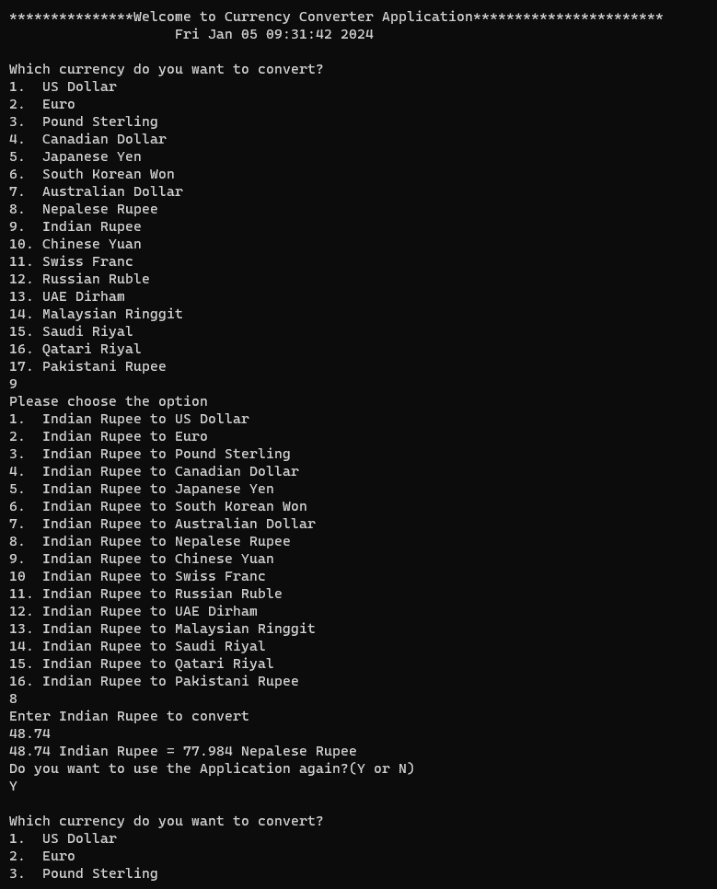 ***************Welcome to Currency Converter Application***********************
Fri Jan 05 09:31:42 2024
Which currency do you want to convert?
1.  US Dollar
2.  Euro
3.  Pound Sterling
4.  Canadian Dollar
5.  Japanese Yen
6.  South Korean Won
7.  Australian Dollar
8.  Nepalese Rupee
9.  Indian Rupee
10. Chinese Yuan
11. Swiss Franc
12. Russian Ruble
13. UAE Dirham
14. Malaysian Ringgit
15. Saudi Riyal
16. Qatari Riyal
17. Pakistani Rupee
9
Please choose the option
1.  Indian Rupee to US Dollar
2.  Indian Rupee to Euro
3.  Indian Rupee to Pound Sterling
4.  Indian Rupee to Canadian Dollar
5.  Indian Rupee to Japanese Yen
6.  Indian Rupee to South Korean Won
7.  Indian Rupee to Australian Dollar
8.  Indian Rupee to Nepalese Rupee
9.  Indian Rupee to Chinese Yuan
10  Indian Rupee to Swiss Franc
11. Indian Rupee to Russian Ruble
12. Indian Rupee to UAE Dirham
13. Indian Rupee to Malaysian Ringgit
14. Indian Rupee to Saudi Riyal
15. Indian Rupee to Qatari Riyal
16. Indian Rupee to Pakistani Rupee
8
Enter Indian Rupee to convert
48.74
48.74 Indian Rupee = 77.984 Nepalese Rupee
Do you want to use the Application again?(Y or N)
Y
Which currency do you want to convert?
1.  US Dollar
2.  Euro
3.  Pound Sterling